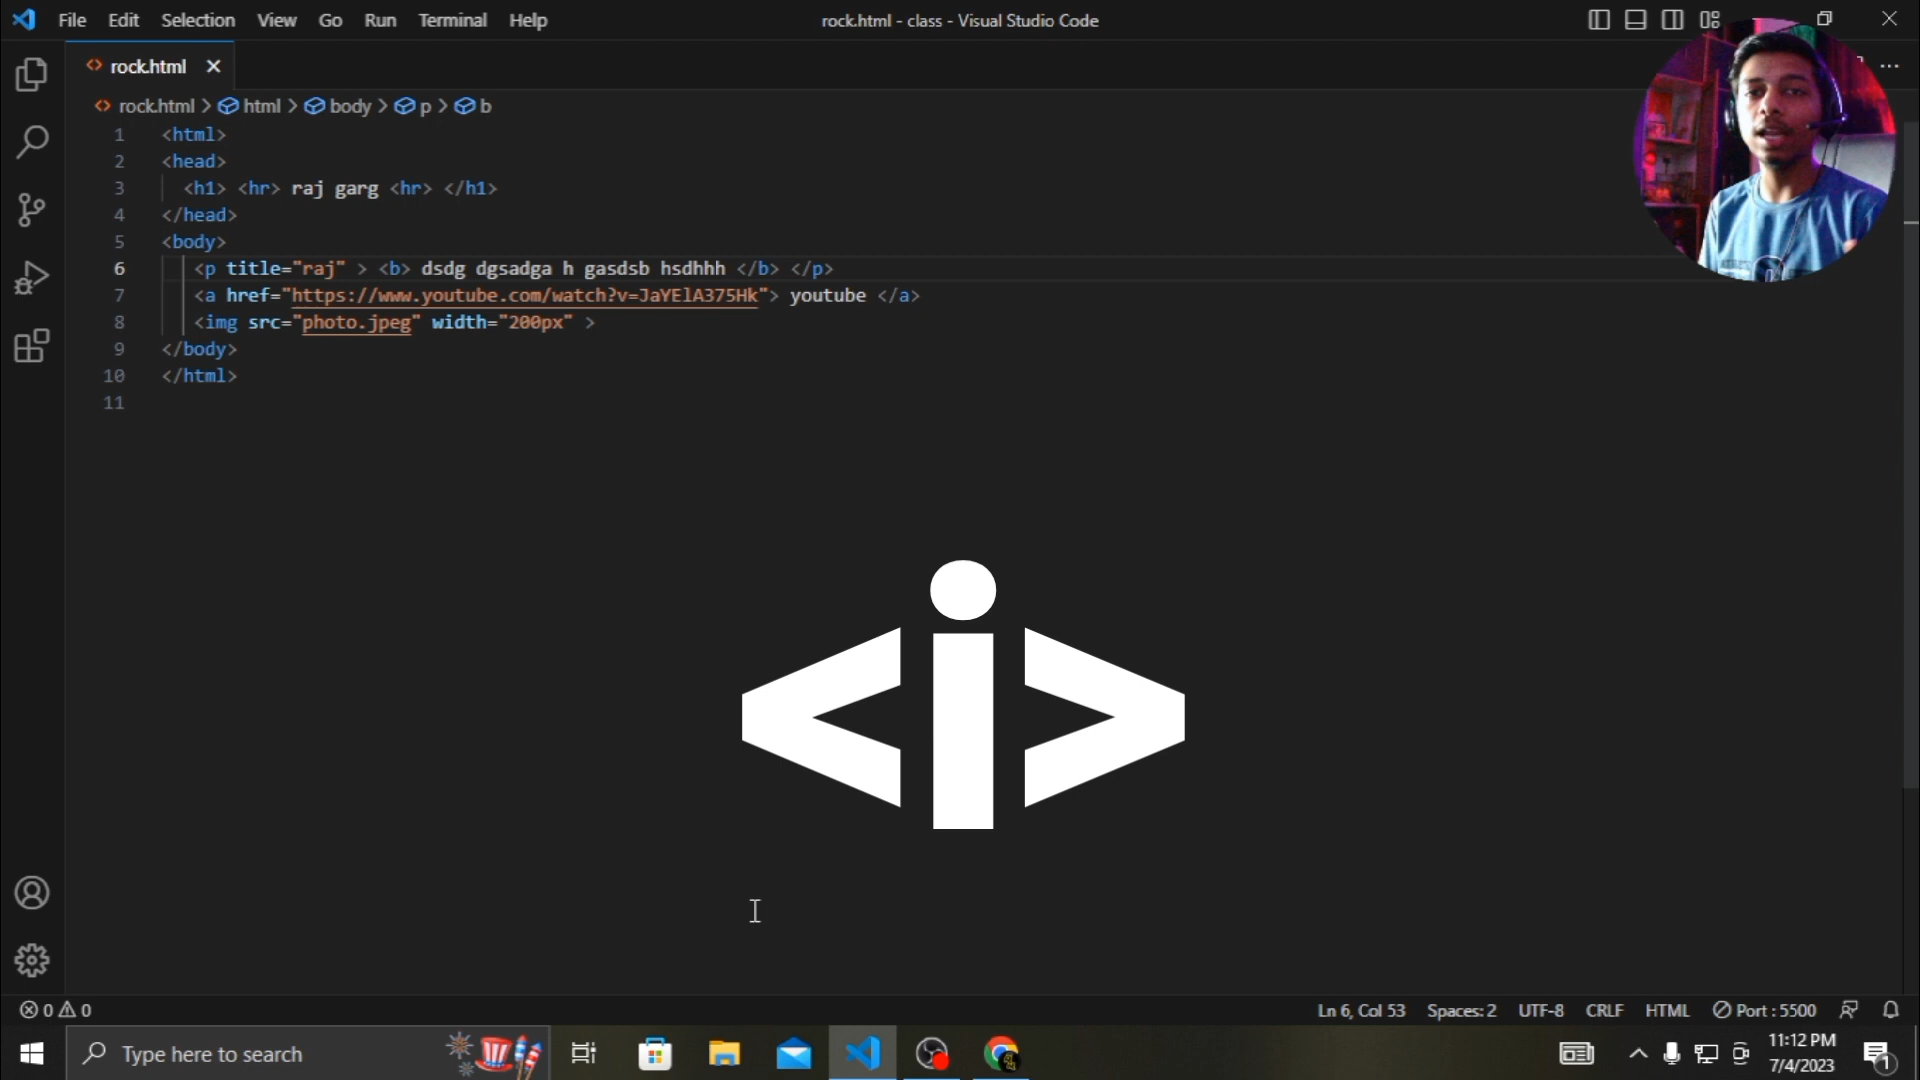 File Edit Selection View Go Run Terminal Help
rock.html - class - Visual Studio Code
rock.html
rock.html > html > body > p > b
1 <html>
2 <head>
3 <h1> <hr> raj garg <hr> </h1>
4 </head>
5 <body>
6 <p title="raj" > <b> dsdg dgsadga h gasdsb hsdhhh </b> </p>
7 <a href="https://www.youtube.com/watch?v=JaYElA375Hk"> youtube </a>
8 <img src="photo.jpeg" width="200px" >
9 </body>
10 </html>
11
<i>
0 0
Ln 6, Col 53 Spaces: 2 UTF-8 CRLF HTML Port : 5500
Type here to search
11:12 PM
7/4/2023
1